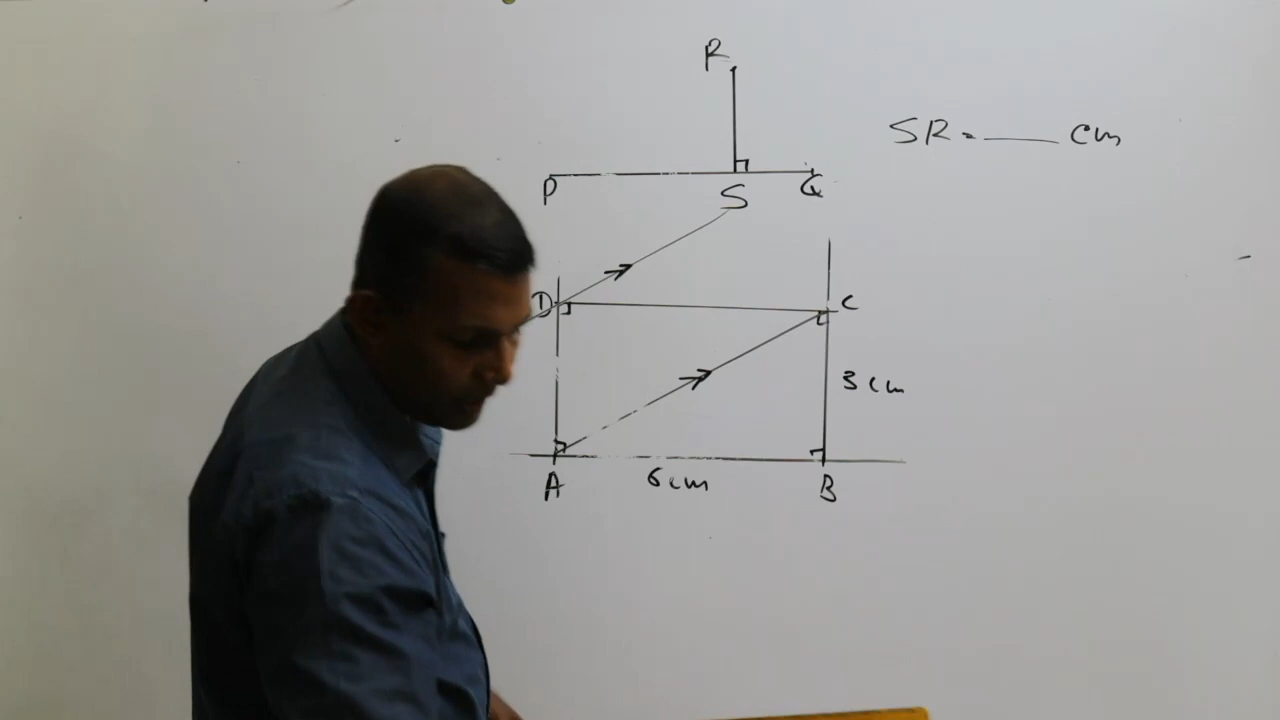 R
SR = ____ cm
P S Q
D C
3 cm
A 6 cm B